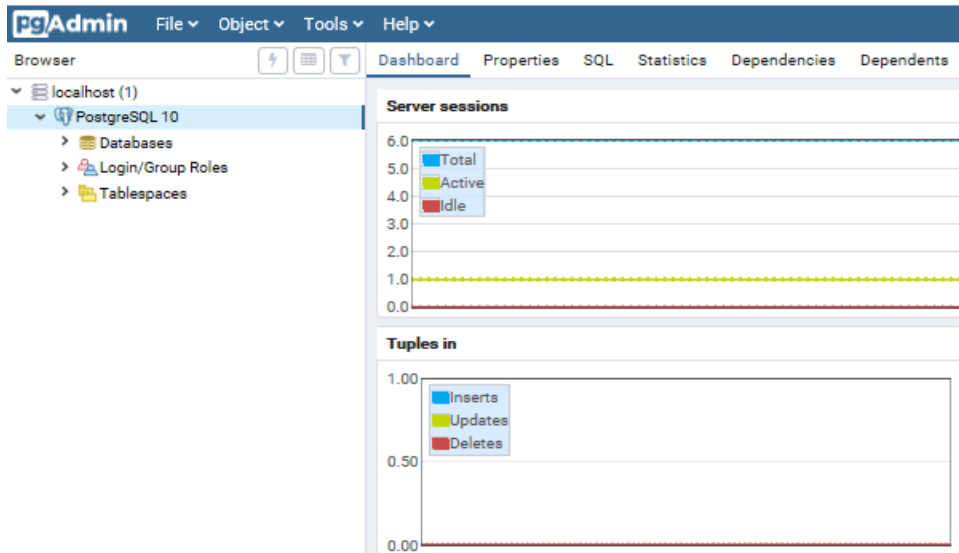 pgAdmin File Object Tools Help
Browser
Dashboard Properties SQL Statistics Dependencies Dependents
localhost (1)
PostgreSQL 10
Databases
Login/Group Roles
Tablespaces
Server sessions
6.0
5.0
4.0
3.0
2.0
1.0
0.0
Total
Active
Idle
Tuples in
1.00
0.50
0.00
Inserts
Updates
Deletes